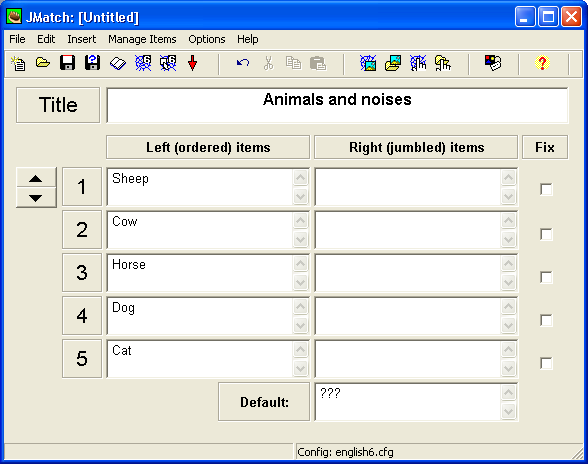 JMatch: [Untitled]
File Edit Insert Manage Items Options Help
?
Title Animals and noises
Left (ordered) items Right (jumbled) items Fix
1 Sheep
2 Cow
3 Horse
4 Dog
5 Cat
Default: ???
Config: english6.cfg